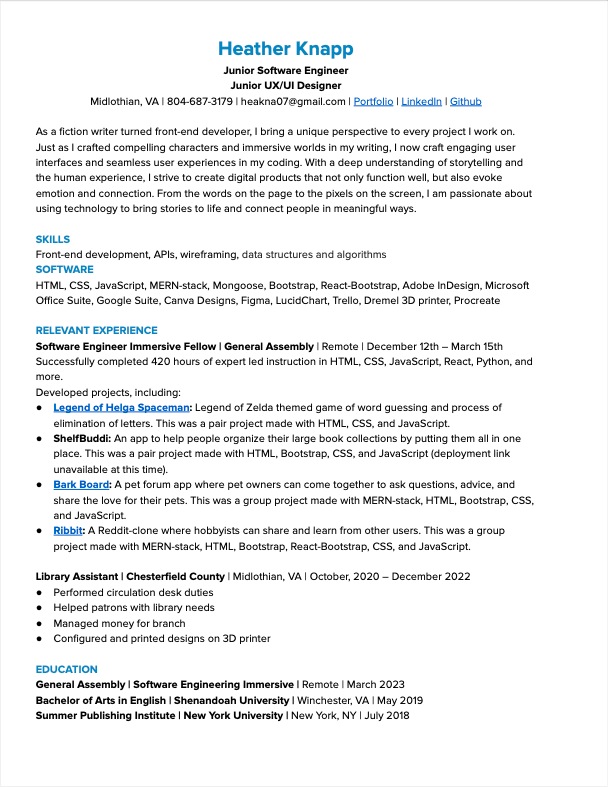 Heather Knapp
Junior Software Engineer
Junior UX/UI Designer
Midlothian, VA | 804-687-3179 | heakna07@gmail.com | Portfolio | LinkedIn | Github
As a fiction writer turned front-end developer, I bring a unique perspective to every project I work on.
Just as I crafted compelling characters and immersive worlds in my writing, I now craft engaging user
interfaces and seamless user experiences in my coding. With a deep understanding of storytelling and
the human experience, I strive to create digital products that not only function well, but also evoke
emotion and connection. From the words on the page to the pixels on the screen, I am passionate about
using technology to bring stories to life and connect people in meaningful ways.
SKILLS
Front-end development, APIs, wireframing, data structures and algorithms
SOFTWARE
HTML, CSS, JavaScript, MERN-stack, Mongoose, Bootstrap, React-Bootstrap, Adobe InDesign, Microsoft
Office Suite, Google Suite, Canva Designs, Figma, LucidChart, Trello, Dremel 3D printer, Procreate
RELEVANT EXPERIENCE
Software Engineer Immersive Fellow | General Assembly | Remote | December 12th – March 15th
Successfully completed 420 hours of expert led instruction in HTML, CSS, JavaScript, React, Python, and
more.
Developed projects, including:
● Legend of Helga Spaceman: Legend of Zelda themed game of word guessing and process of
elimination of letters. This was a pair project made with HTML, CSS, and JavaScript.
● ShelfBuddi: An app to help people organize their large book collections by putting them all in one
place. This was a pair project made with HTML, Bootstrap, CSS, and JavaScript (deployment link
unavailable at this time).
● Bark Board: A pet forum app where pet owners can come together to ask questions, advice, and
share the love for their pets. This was a group project made with MERN-stack, HTML, Bootstrap, CSS,
and JavaScript.
● Ribbit: A Reddit-clone where hobbyists can share and learn from other users. This was a group
project made with MERN-stack, HTML, Bootstrap, React-Bootstrap, CSS, and JavaScript.
Library Assistant | Chesterfield County | Midlothian, VA | October, 2020 – December 2022
● Performed circulation desk duties
● Helped patrons with library needs
● Managed money for branch
● Configured and printed designs on 3D printer
EDUCATION
General Assembly | Software Engineering Immersive | Remote | March 2023
Bachelor of Arts in English | Shenandoah University | Winchester, VA | May 2019
Summer Publishing Institute | New York University | New York, NY | July 2018